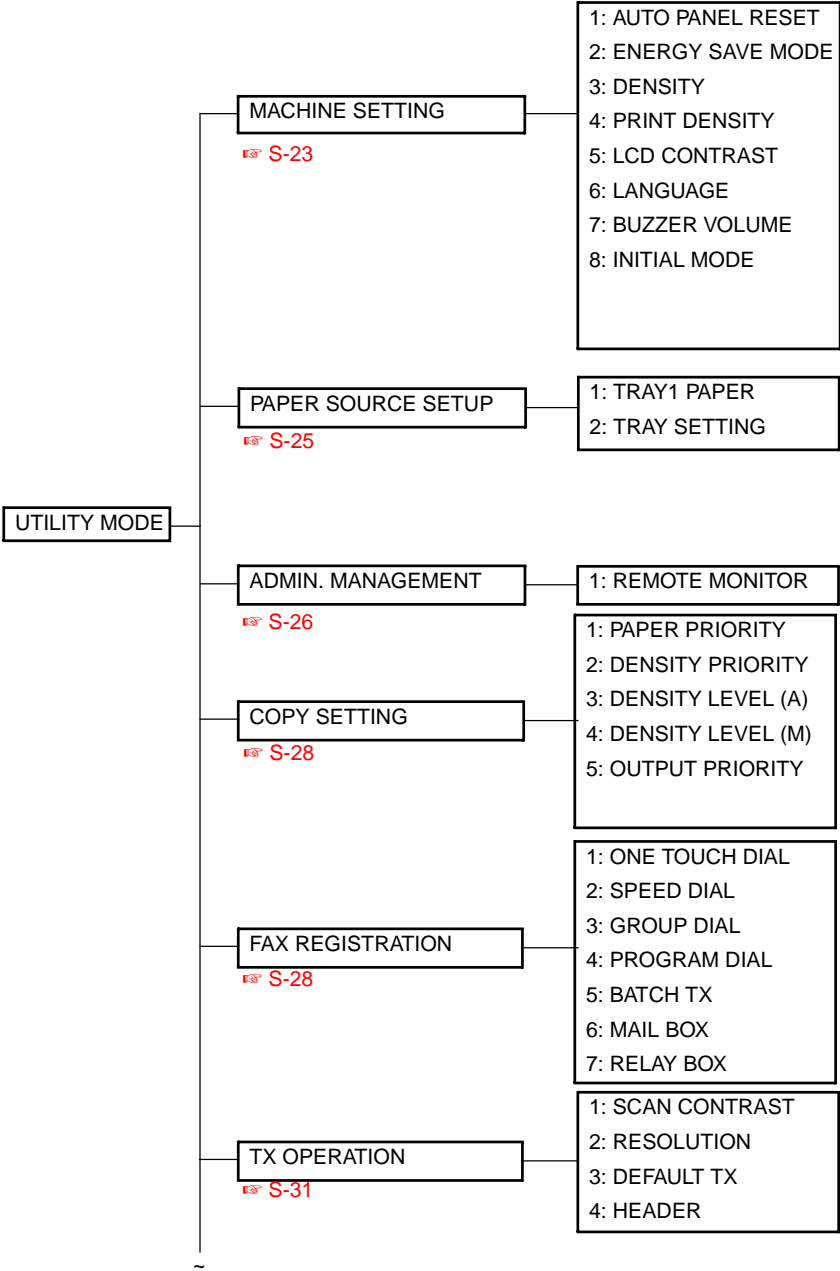 UTILITY MODE
MACHINE SETTING
☞ S-23
1: AUTO PANEL RESET
2: ENERGY SAVE MODE
3: DENSITY
4: PRINT DENSITY
5: LCD CONTRAST
6: LANGUAGE
7: BUZZER VOLUME
8: INITIAL MODE
PAPER SOURCE SETUP
☞ S-25
1: TRAY1 PAPER
2: TRAY SETTING
ADMIN. MANAGEMENT
☞ S-26
1: REMOTE MONITOR
COPY SETTING
☞ S-28
1: PAPER PRIORITY
2: DENSITY PRIORITY
3: DENSITY LEVEL (A)
4: DENSITY LEVEL (M)
5: OUTPUT PRIORITY
FAX REGISTRATION
☞ S-28
1: ONE TOUCH DIAL
2: SPEED DIAL
3: GROUP DIAL
4: PROGRAM DIAL
5: BATCH TX
6: MAIL BOX
7: RELAY BOX
TX OPERATION
☞ S-31
1: SCAN CONTRAST
2: RESOLUTION
3: DEFAULT TX
4: HEADER
~